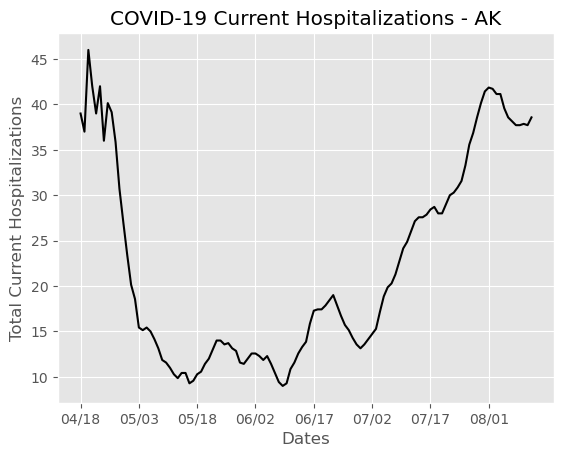 COVID-19 Current Hospitalizations - AK
Total Current Hospitalizations
45
40
35
30
25
20
15
10
04/18 05/03 05/18 06/02 06/17 07/02 07/17 08/01
Dates